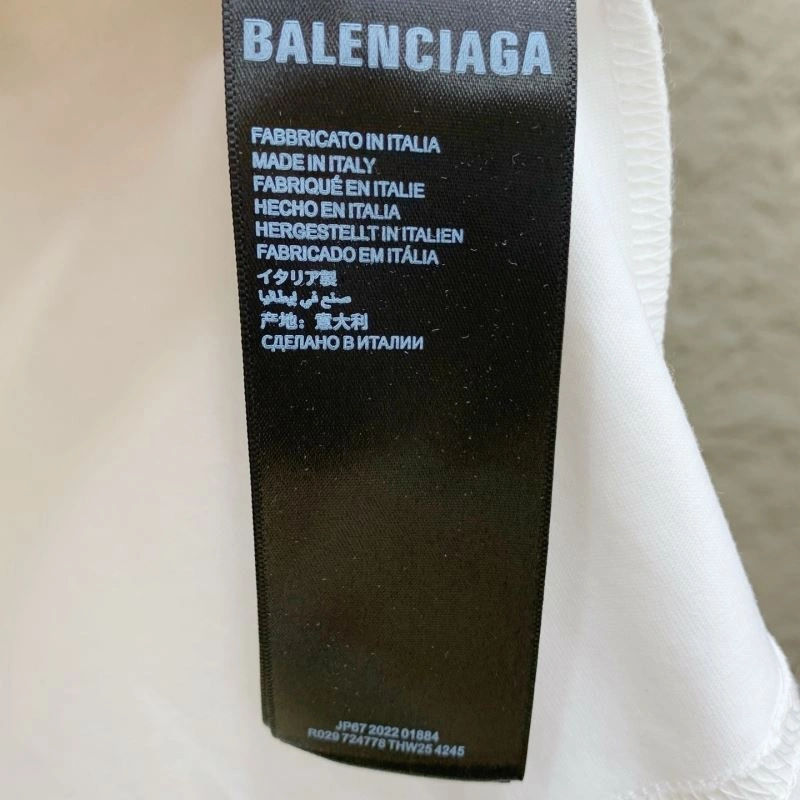 BALENCIAGA
FABBRICATO IN ITALIA
MADE IN ITALY
FABRIQUÉ EN ITALIE
HECHO EN ITALIA
HERGESTELLT IN ITALIEN
FABRICADO EM ITÁLIA
イタリア製
صنع في إيطاليا
产地：意大利
СДЕЛАНО В ИТАЛИИ
JP67 2022 01884
R029 724778 THW25 4245